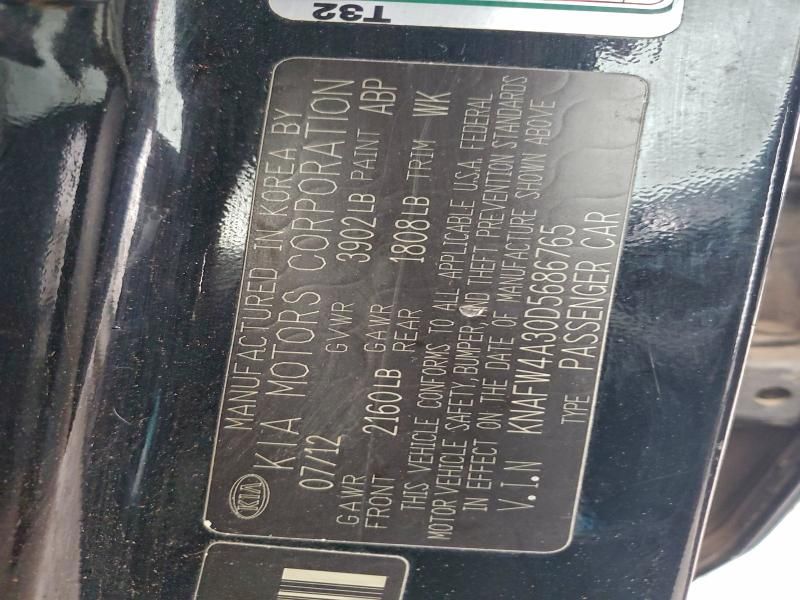 T32
MANUFACTURED IN KOREA BY
KIA KIA MOTORS CORPORATION
07/12 GVWR 3902LB PAINT ABP
GAWR FRONT 2160LB GAWR REAR 1808LB TRIM WK
THIS VEHICLE CONFORMS TO ALL APPLICABLE U.S.A. FEDERAL
MOTOR VEHICLE SAFETY, BUMPER, AND THEFT PREVENTION STANDARDS
IN EFFECT ON THE DATE OF MANUFACTURE SHOWN ABOVE
V.I.N KNAFW4A30D5686765
TYPE PASSENGER CAR